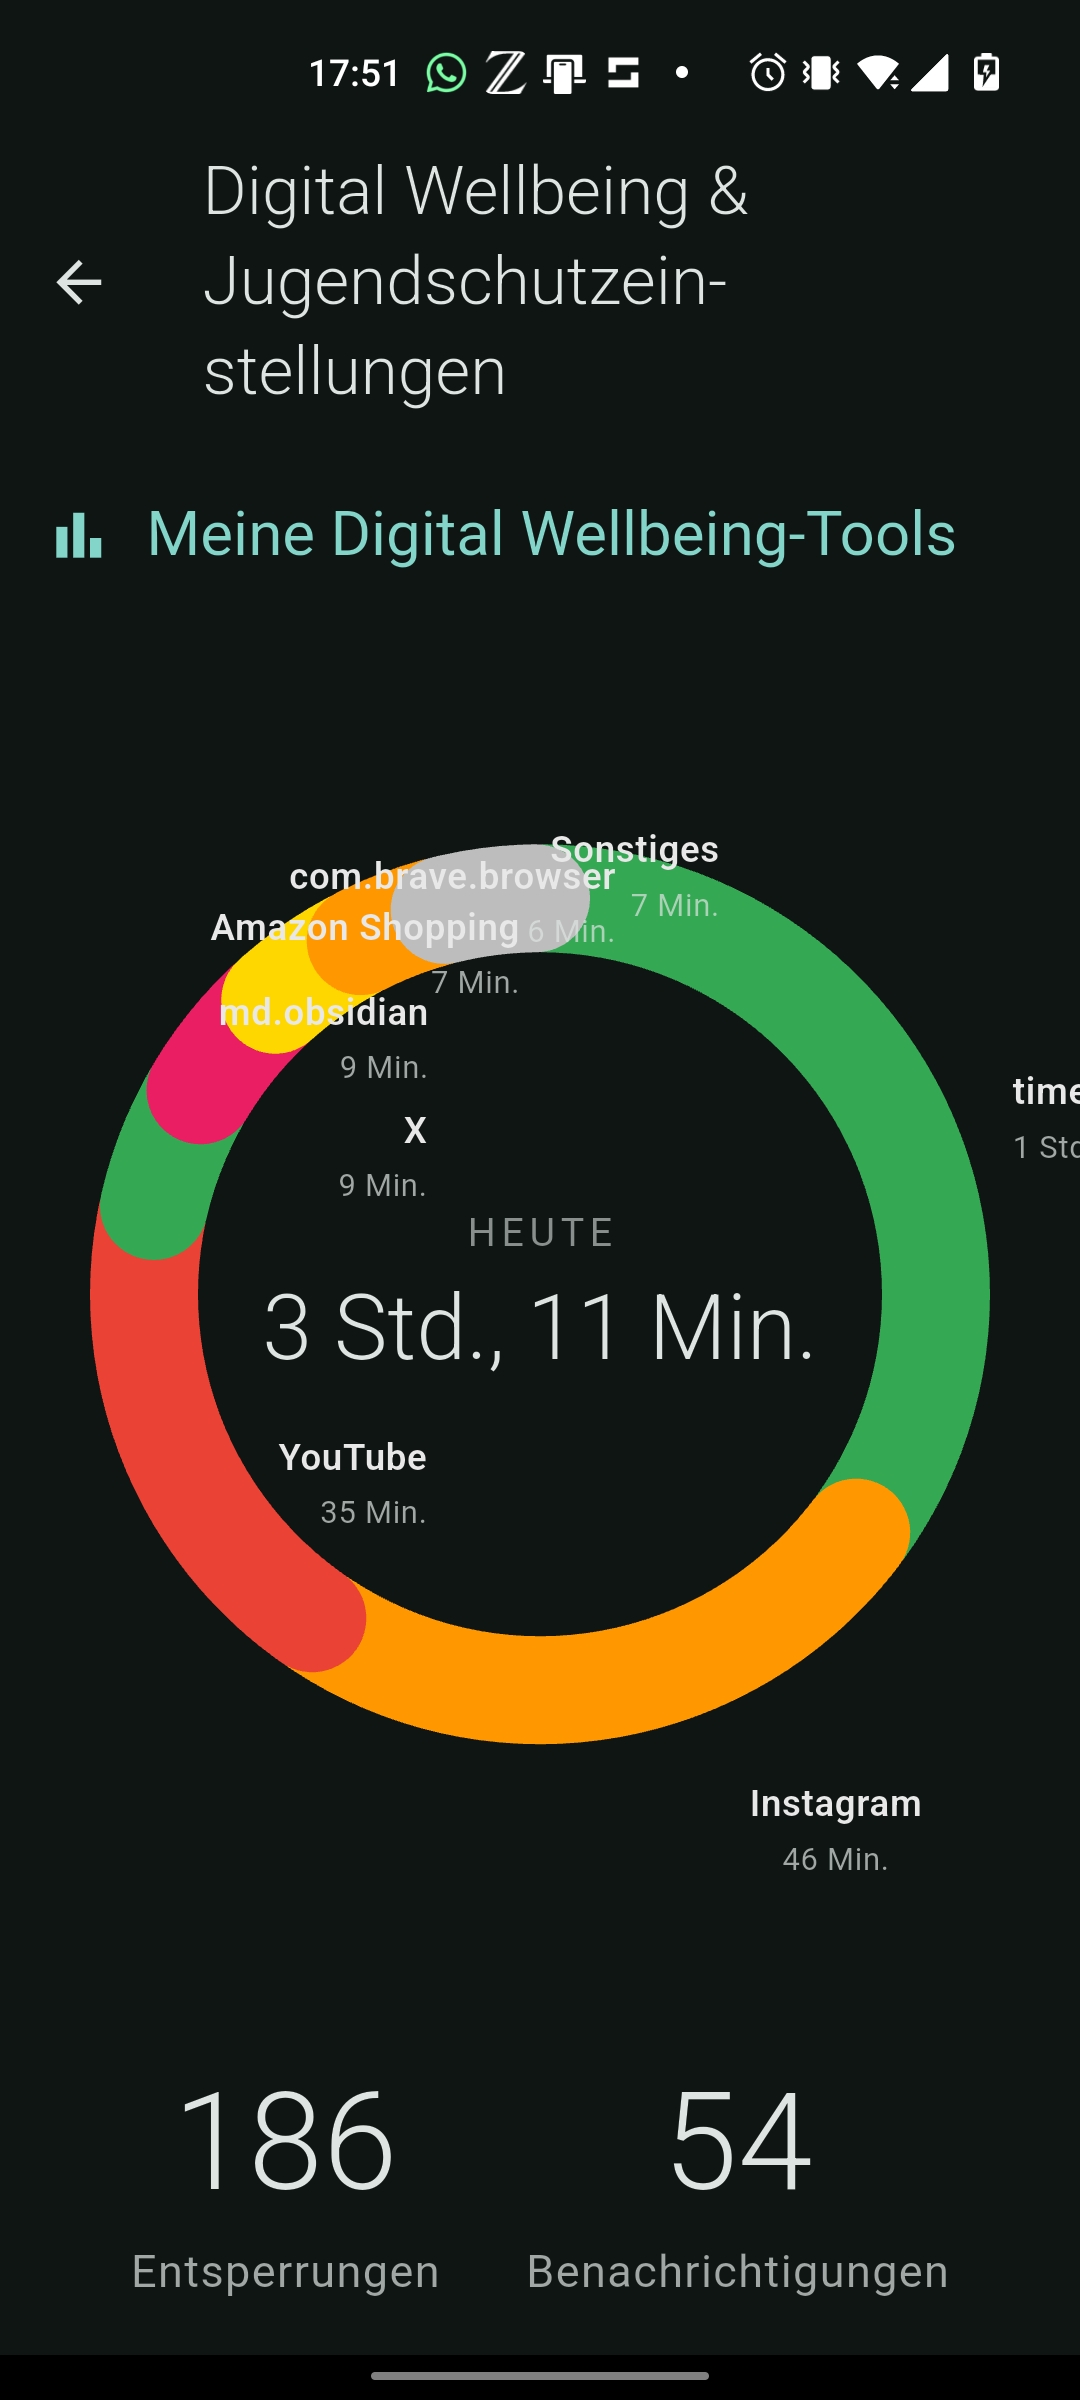 17:51
Digital Wellbeing &
Jugendschutzein-
stellungen
Meine Digital Wellbeing-Tools
Sonstiges
7 Min.
com.brave.browser
6 Min.
Amazon Shopping
7 Min.
md.obsidian
9 Min.
X
9 Min.
time
1 Std
HEUTE
3 Std., 11 Min.
YouTube
35 Min.
Instagram
46 Min.
186
Entsperrungen
54
Benachrichtigungen